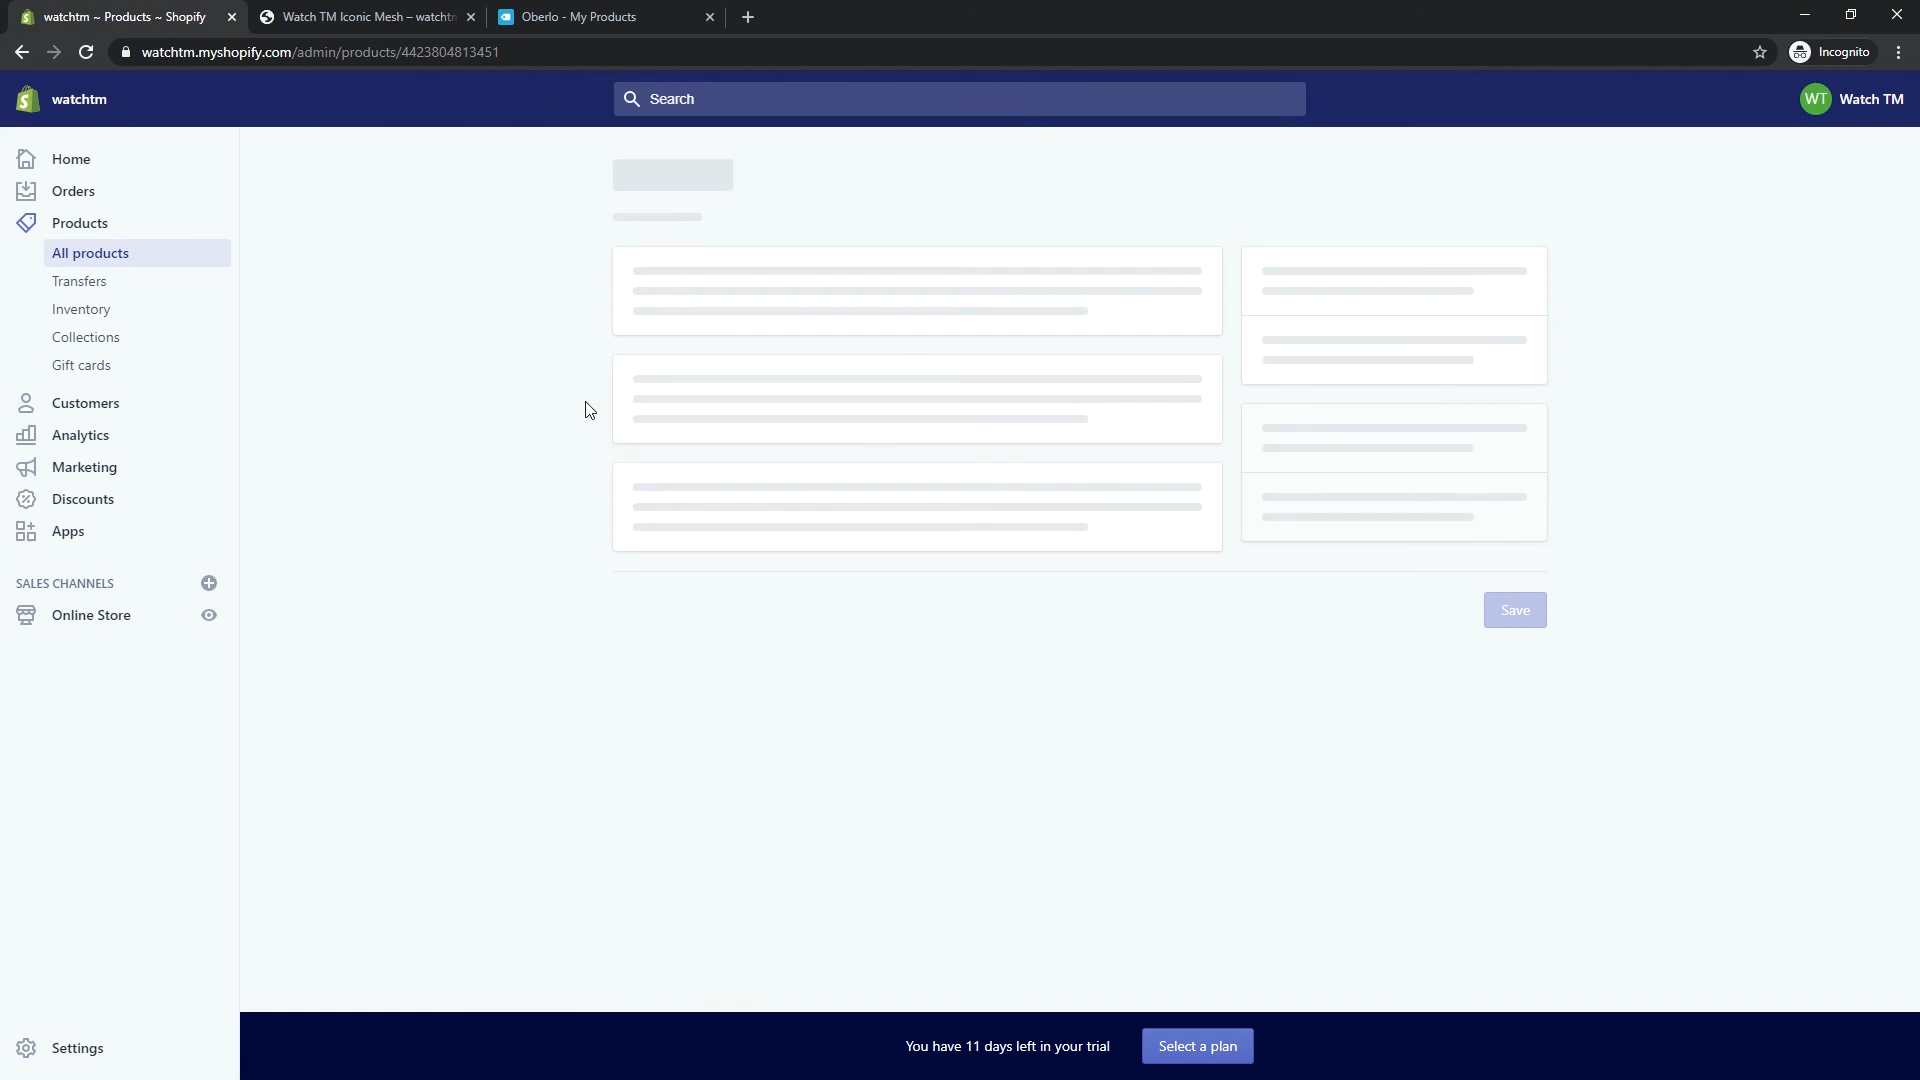 watchtm ~ Products ~ Shopify
Watch TM Iconic Mesh – watcht
Oberlo - My Products
watchtm.myshopify.com/admin/products/4423804813451
Incognito
watchtm
Search
WT
Watch TM
Home
Orders
Products
All products
Transfers
Inventory
Collections
Gift cards
Customers
Analytics
Marketing
Discounts
Apps
SALES CHANNELS
Online Store
Save
Settings
You have 11 days left in your trial
Select a plan